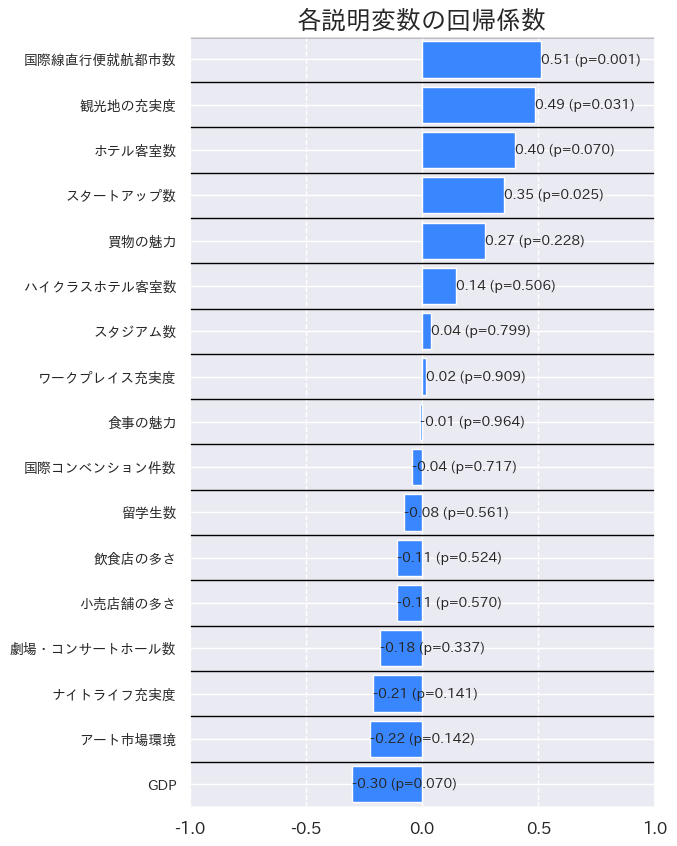 各説明変数の回帰係数
国際線直行便就航都市数 0.51 (p=0.001)
観光地の充実度 0.49 (p=0.031)
ホテル客室数 0.40 (p=0.070)
スタートアップ数 0.35 (p=0.025)
買物の魅力 0.27 (p=0.228)
ハイクラスホテル客室数 0.14 (p=0.506)
スタジアム数 0.04 (p=0.799)
ワークプレイス充実度 0.02 (p=0.909)
食事の魅力 -0.01 (p=0.964)
国際コンベンション件数 -0.04 (p=0.717)
留学生数 -0.08 (p=0.561)
飲食店の多さ -0.11 (p=0.524)
小売店舗の多さ -0.11 (p=0.570)
劇場・コンサートホール数 -0.18 (p=0.337)
ナイトライフ充実度 -0.21 (p=0.141)
アート市場環境 -0.22 (p=0.142)
GDP -0.30 (p=0.070)
-1.0 -0.5 0.0 0.5 1.0